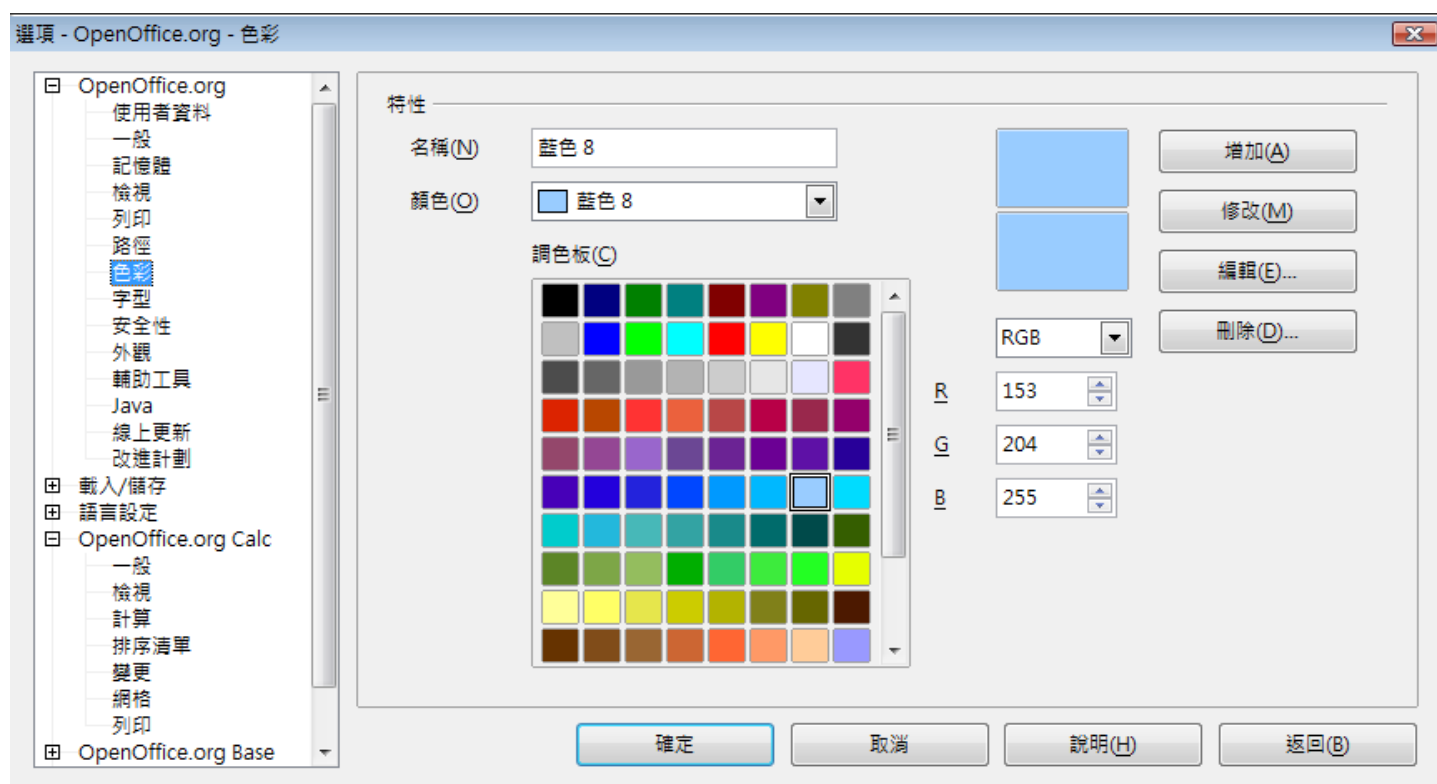 選項 - OpenOffice.org - 色彩
OpenOffice.org
使用者資料
一般
記憶體
檢視
列印
路徑
色彩
字型
安全性
外觀
輔助工具
Java
線上更新
改進計劃
載入/儲存
語言設定
OpenOffice.org Calc
一般
檢視
計算
排序清單
變更
網格
列印
OpenOffice.org Base
特性
名稱(N)
藍色 8
顏色(O)
藍色 8
調色板(C)
增加(A)
修改(M)
編輯(E)...
刪除(D)...
RGB
R
153
G
204
B
255
確定
取消
說明(H)
返回(B)